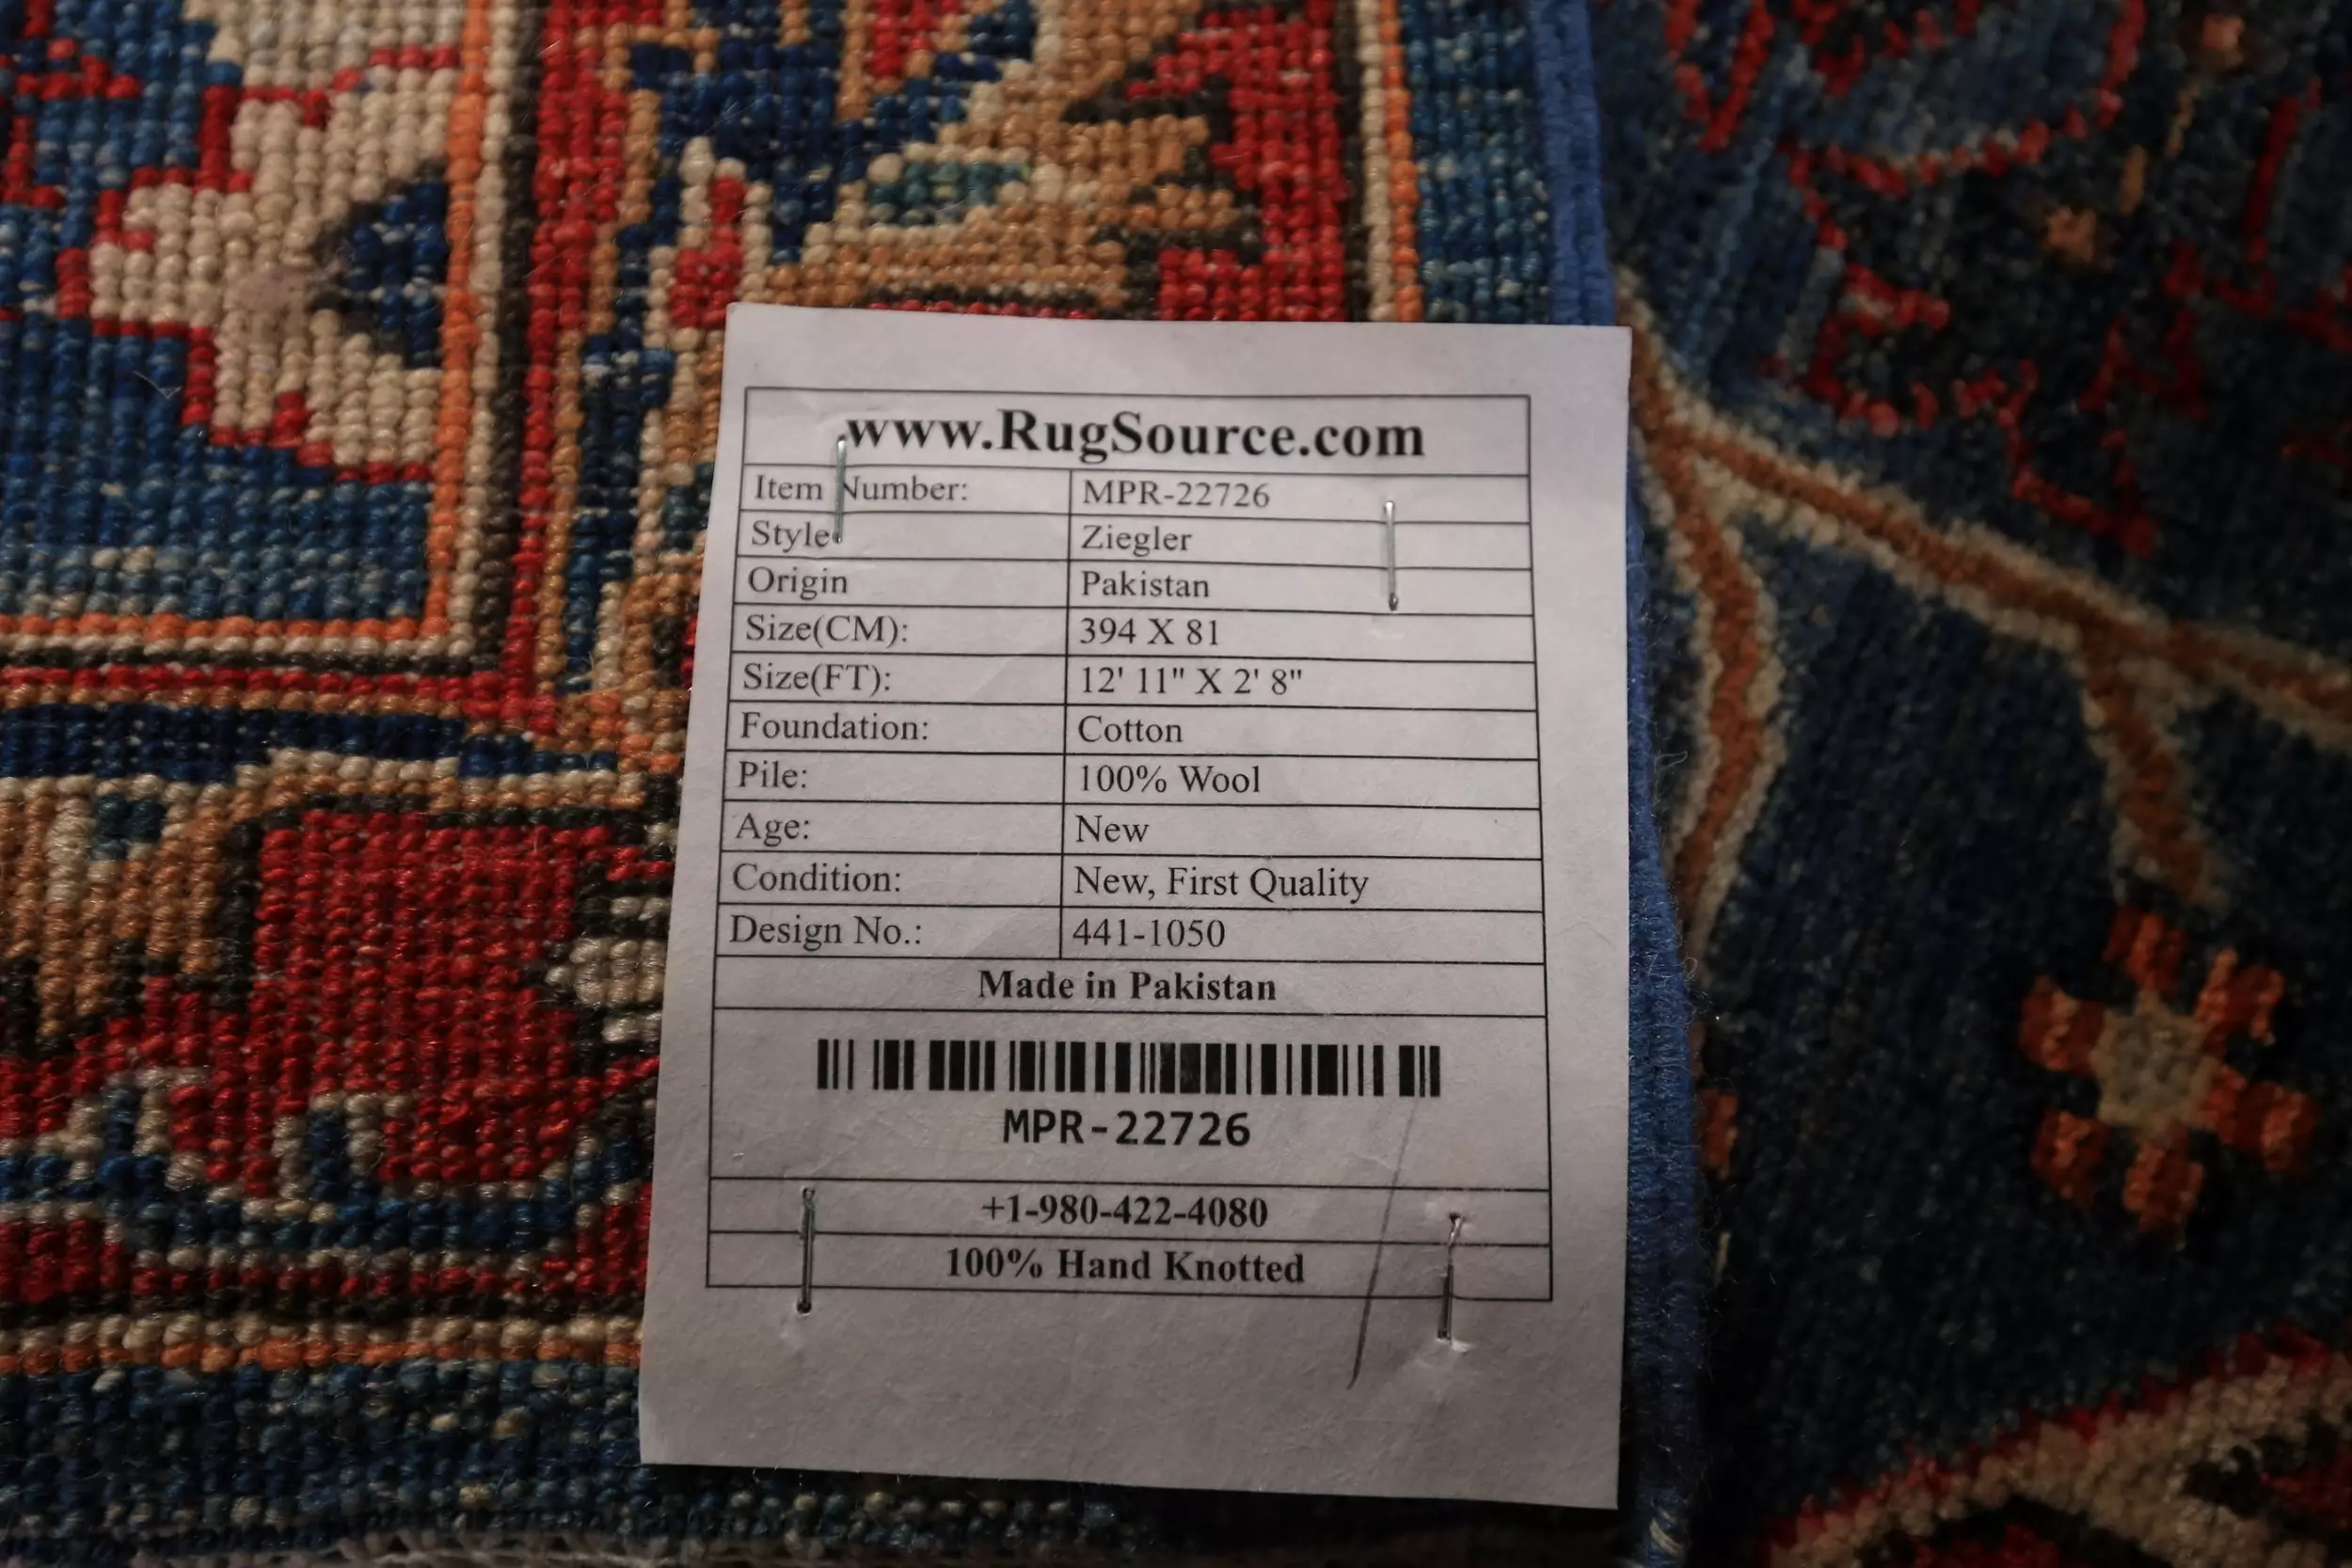 www.RugSource.com
Item Number: MPR-22726
Style: Ziegler
Origin Pakistan
Size(CM): 394 X 81
Size(FT): 12' 11" X 2' 8"
Foundation: Cotton
Pile: 100% Wool
Age: New
Condition: New, First Quality
Design No.: 441-1050
Made in Pakistan
MPR-22726
+1-980-422-4080
100% Hand Knotted